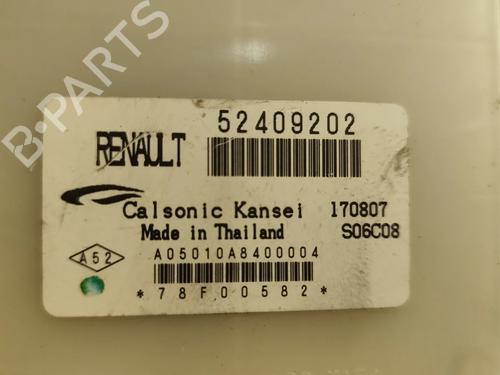 B-PARTS
52409202
RENAULT
Calsonic Kansei 170807
Made in Thailand S06C08
A52 A05010A8400004
*78F00582*